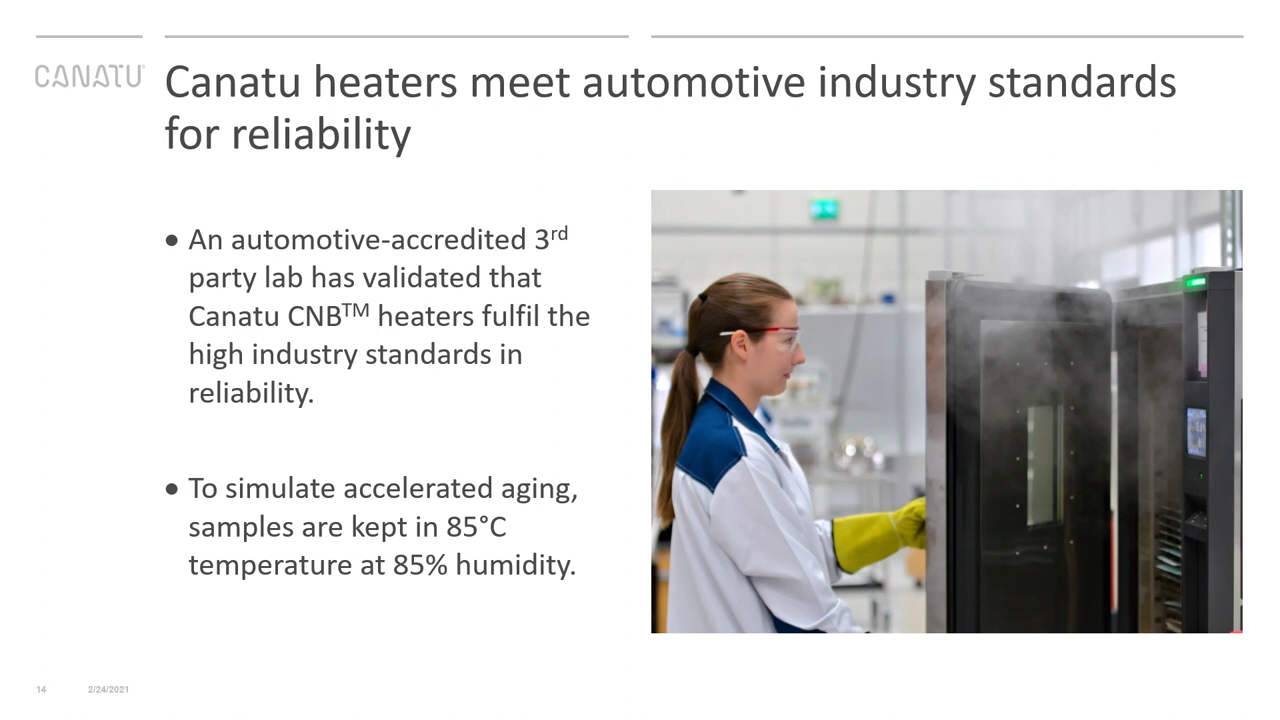 CANATU
Canatu heaters meet automotive industry standards
for reliability
• An automotive-accredited 3rd
party lab has validated that
Canatu CNB™ heaters fulfil the
high industry standards in
reliability.
• To simulate accelerated aging,
samples are kept in 85°C
temperature at 85% humidity.
14 2/24/2021